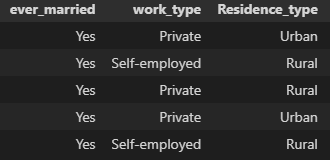 ever_married work_type Residence_type
Yes Private Urban
Yes Self-employed Rural
Yes Private Rural
Yes Private Urban
Yes Self-employed Rural